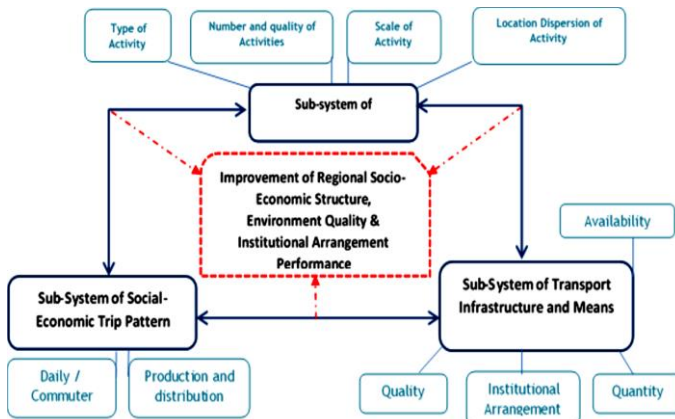 Type of
Activity
Number and quality of
Activities
Scale of
Activity
Location Dispersion of
Activity
Sub-system of
Improvement of Regional Socio-
Economic Structure,
Environment Quality &
Institutional Arrangement
Performance
Availability
Sub-System of Social-
Economic Trip Pattern
Sub-System of Transport
Infrastructure and Means
Daily /
Commuter
Production and
distribution
Quality
Institutional
Arrangement
Quantity